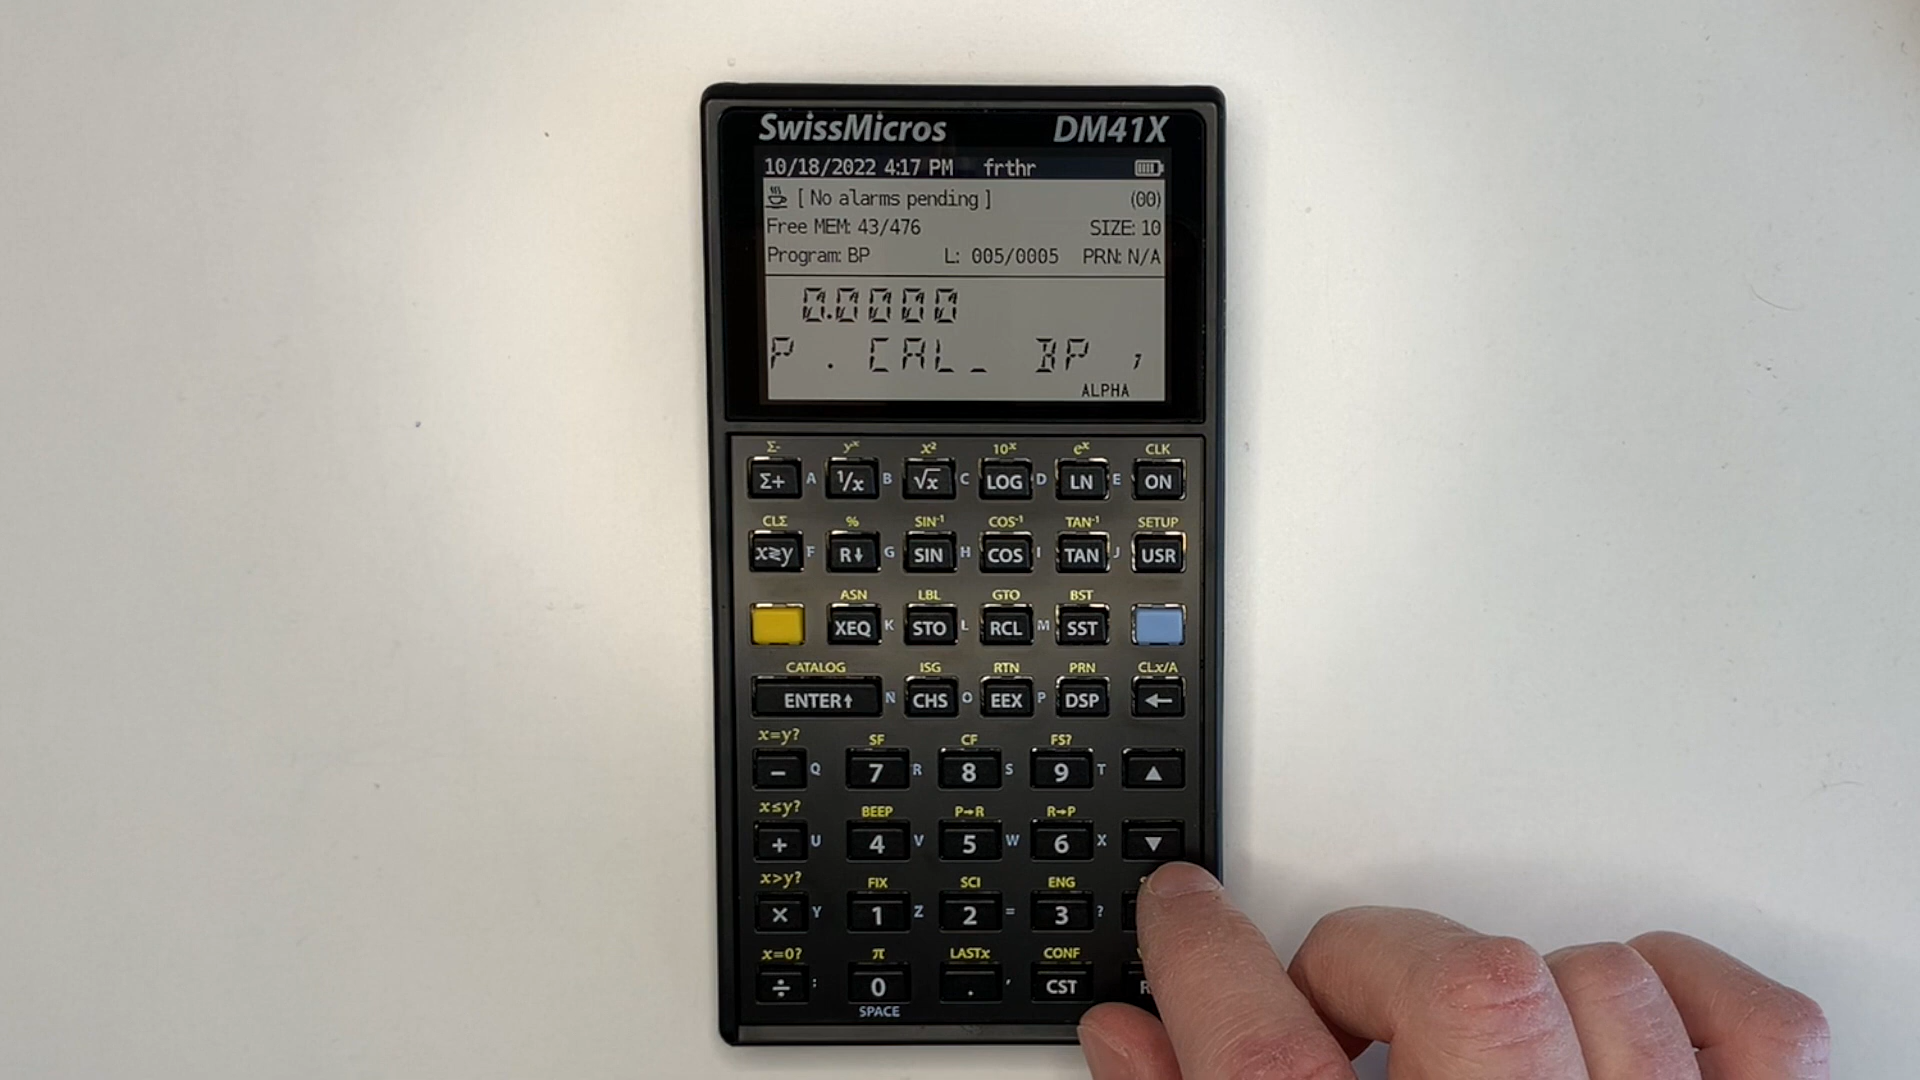 SwissMicros DM41X
10/18/2022 4:17 PM frthr
[ No alarms pending ] (00)
Free MEM: 43/476 SIZE: 10
Program: BP L: 005/0005 PRN: N/A
0.0000
P . CAL_ BP ,
ALPHA
Σ- yˣ x² 10ˣ eˣ CLK
Σ+ A 1/x B √x C LOG D LN E ON
CLΣ % SIN⁻¹ COS⁻¹ TAN⁻¹ SETUP
x≷y F R↓ G SIN H COS I TAN J USR
ASN LBL GTO BST
XEQ K STO L RCL M SST
CATALOG ISG RTN PRN CLx/A
ENTER↑ N CHS O EEX P DSP ←
x=y? SF CF FS?
− Q 7 R 8 S 9 T ▲
x≤y? BEEP P→R R→P
+ U 4 V 5 W 6 X ▼
x>y? FIX SCI ENG
× Y 1 Z 2 = 3 ?
x=0? π LASTx CONF
÷ : 0 . ′ CST
SPACE